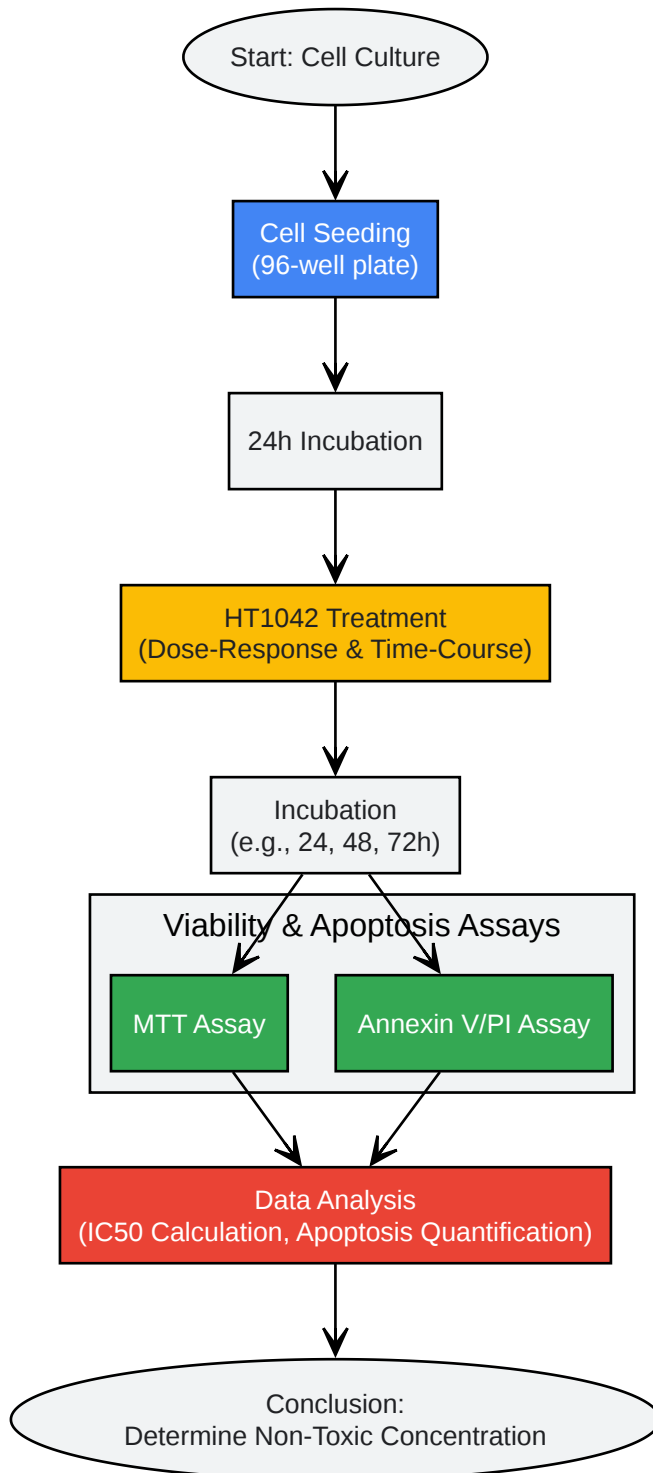 Start: Cell Culture
Cell Seeding
(96-well plate)
24h Incubation
HT1042 Treatment
(Dose-Response & Time-Course)
Incubation
(e.g., 24, 48, 72h)
Viability & Apoptosis Assays
MTT Assay
Annexin V/PI Assay
Data Analysis
(IC50 Calculation, Apoptosis Quantification)
Conclusion:
Determine Non-Toxic Concentration